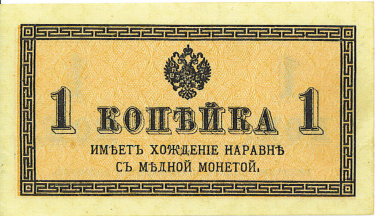 1 КОПѢЙКА 1
ИМѢЕТЪ ХОЖДЕНІЕ НАРАВНѢ
СЪ МѢДНОЙ МОНЕТОЙ.